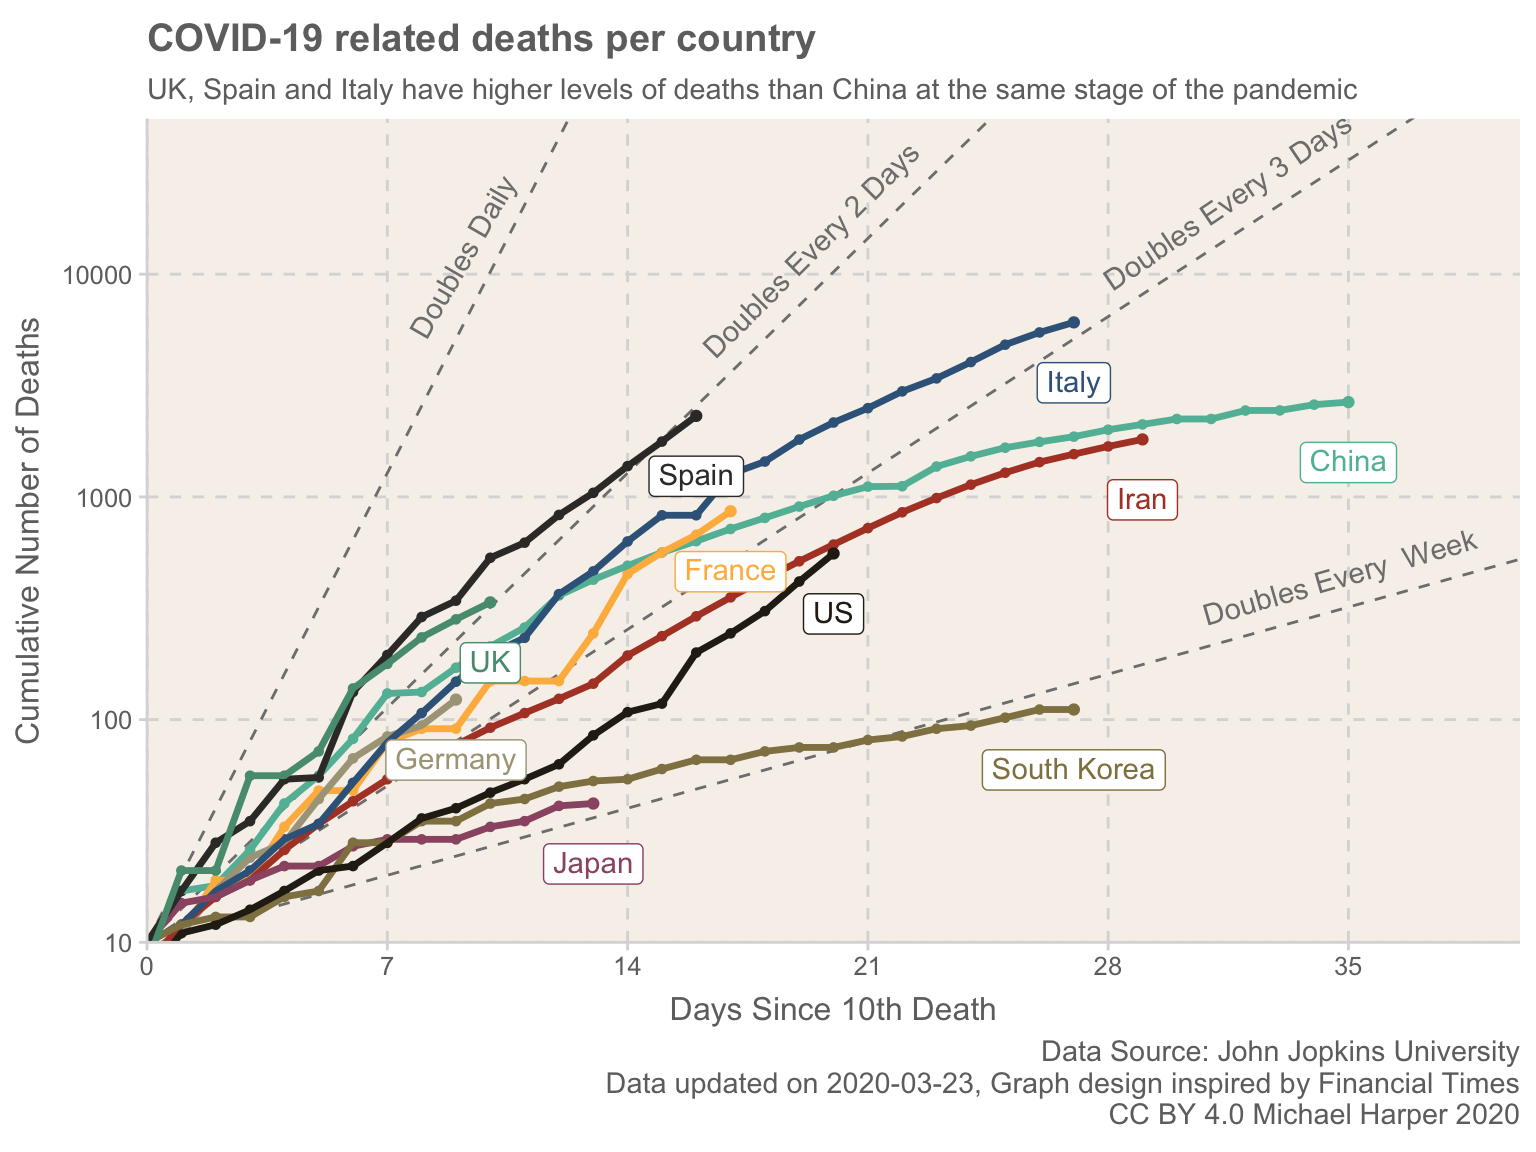 COVID-19 related deaths per country
UK, Spain and Italy have higher levels of deaths than China at the same stage of the pandemic
Doubles Daily
Doubles Every 2 Days
Doubles Every 3 Days
10000
Italy
Cumulative Number of Deaths
China
Spain
1000
Iran
France
Doubles Every Week
US
UK
100
Germany
South Korea
Japan
10
0
7
14
21
28
35
Days Since 10th Death
Data Source: John Jopkins University
Data updated on 2020-03-23, Graph design inspired by Financial Times
CC BY 4.0 Michael Harper 2020